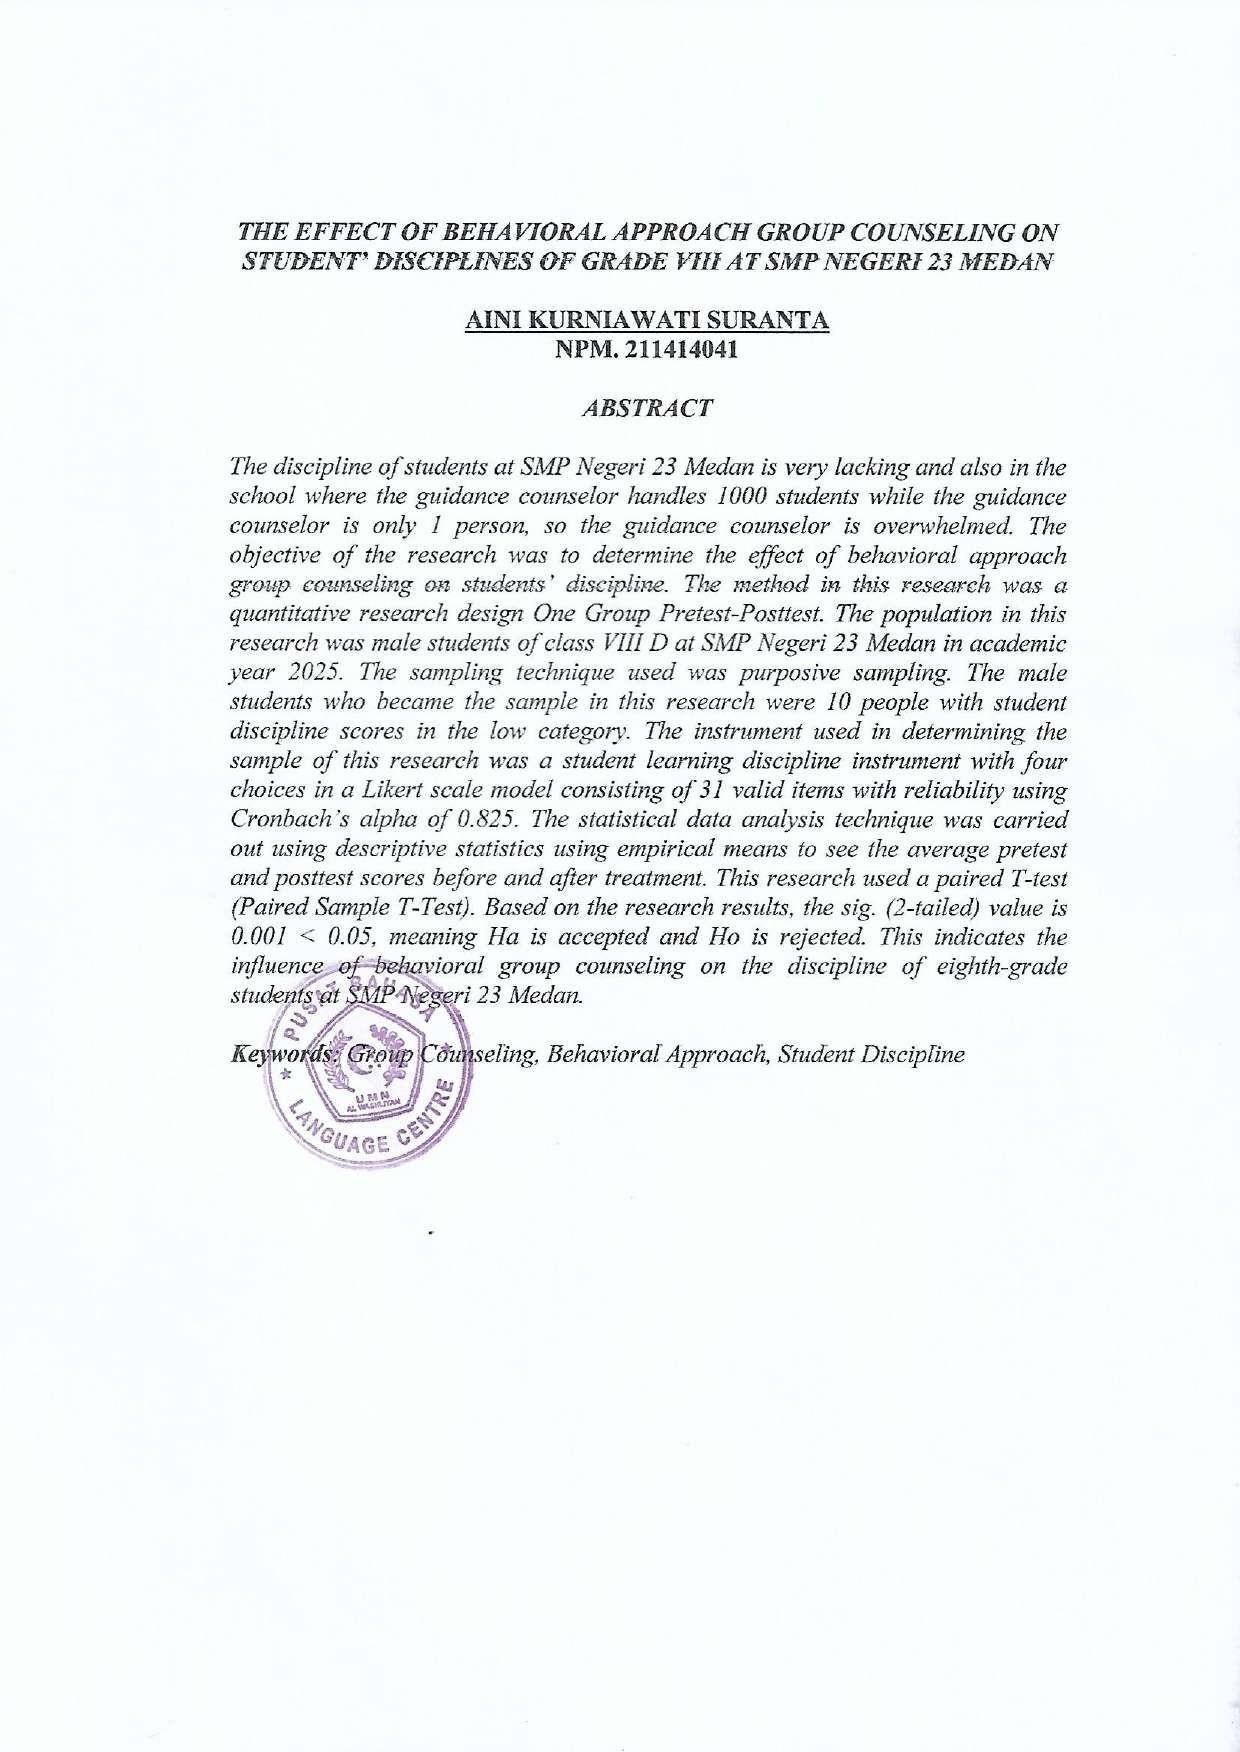 THE EFFECT OF BEHAVIORAL APPROACH GROUP COUNSELING ON
STUDENT' DISCIPLINES OF GRADE VIII AT SMP NEGERI 23 MEDAN
AINI KURNIAWATI SURANTA
NPM. 211414041
ABSTRACT
The discipline of students at SMP Negeri 23 Medan is very lacking and also in the
school where the guidance counselor handles 1000 students while the guidance
counselor is only 1 person, so the guidance counselor is overwhelmed. The
objective of the research was to determine the effect of behavioral approach
group counseling on students' discipline. The method in this research was a
quantitative research design One Group Pretest-Posttest. The population in this
research was male students of class VIII D at SMP Negeri 23 Medan in academic
year 2025. The sampling technique used was purposive sampling. The male
students who became the sample in this research were 10 people with student
discipline scores in the low category. The instrument used in determining the
sample of this research was a student learning discipline instrument with four
choices in a Likert scale model consisting of 31 valid items with reliability using
Cronbach's alpha of 0.825. The statistical data analysis technique was carried
out using descriptive statistics using empirical means to see the average pretest
and posttest scores before and after treatment. This research used a paired T-test
(Paired Sample T-Test). Based on the research results, the sig. (2-tailed) value is
0.001 < 0.05, meaning Ha is accepted and Ho is rejected. This indicates the
influence of behavioral group counseling on the discipline of eighth-grade
students at SMP Negeri 23 Medan.
Keywords: Group Counseling, Behavioral Approach, Student Discipline
PUSAT BAHASA
UMN
AL WASHLIYAH
LANGUAGE CENTRE